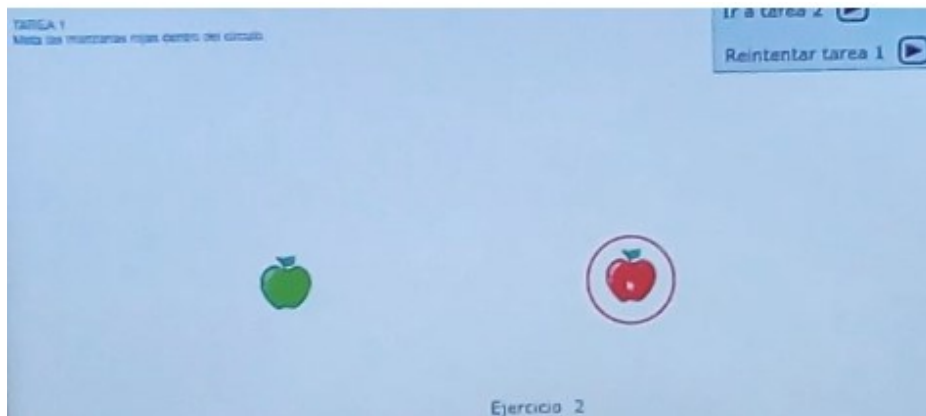 TAREA 1
Meta las manzanas rojas dentro del círculo
Ir a tarea 2
Reintentar tarea 1
Ejercicio 2